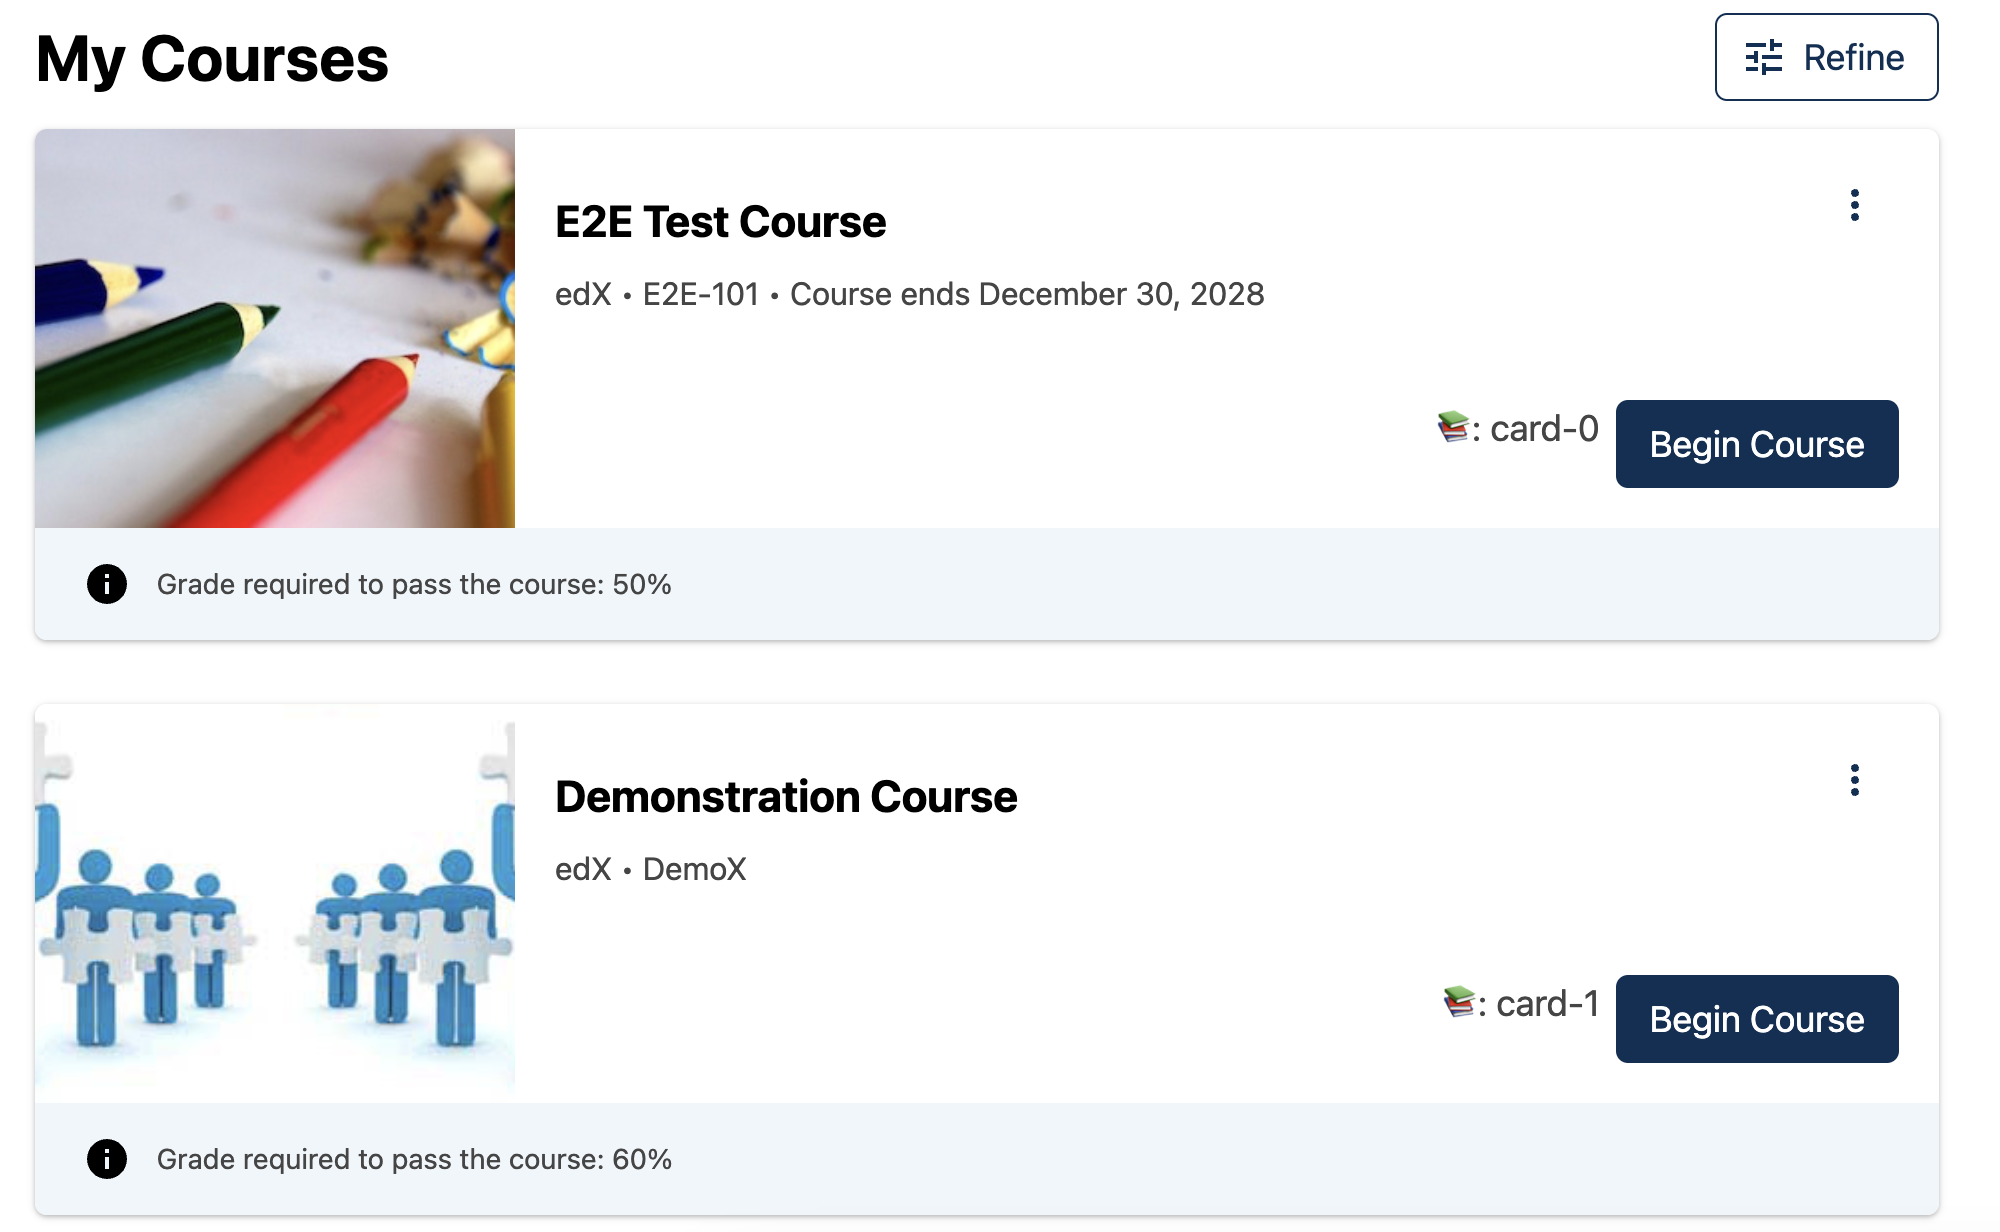 My Courses
Refine
E2E Test Course
edX • E2E-101 • Course ends December 30, 2028
📚: card-0
Begin Course
Grade required to pass the course: 50%
Demonstration Course
edX • DemoX
📚: card-1
Begin Course
Grade required to pass the course: 60%